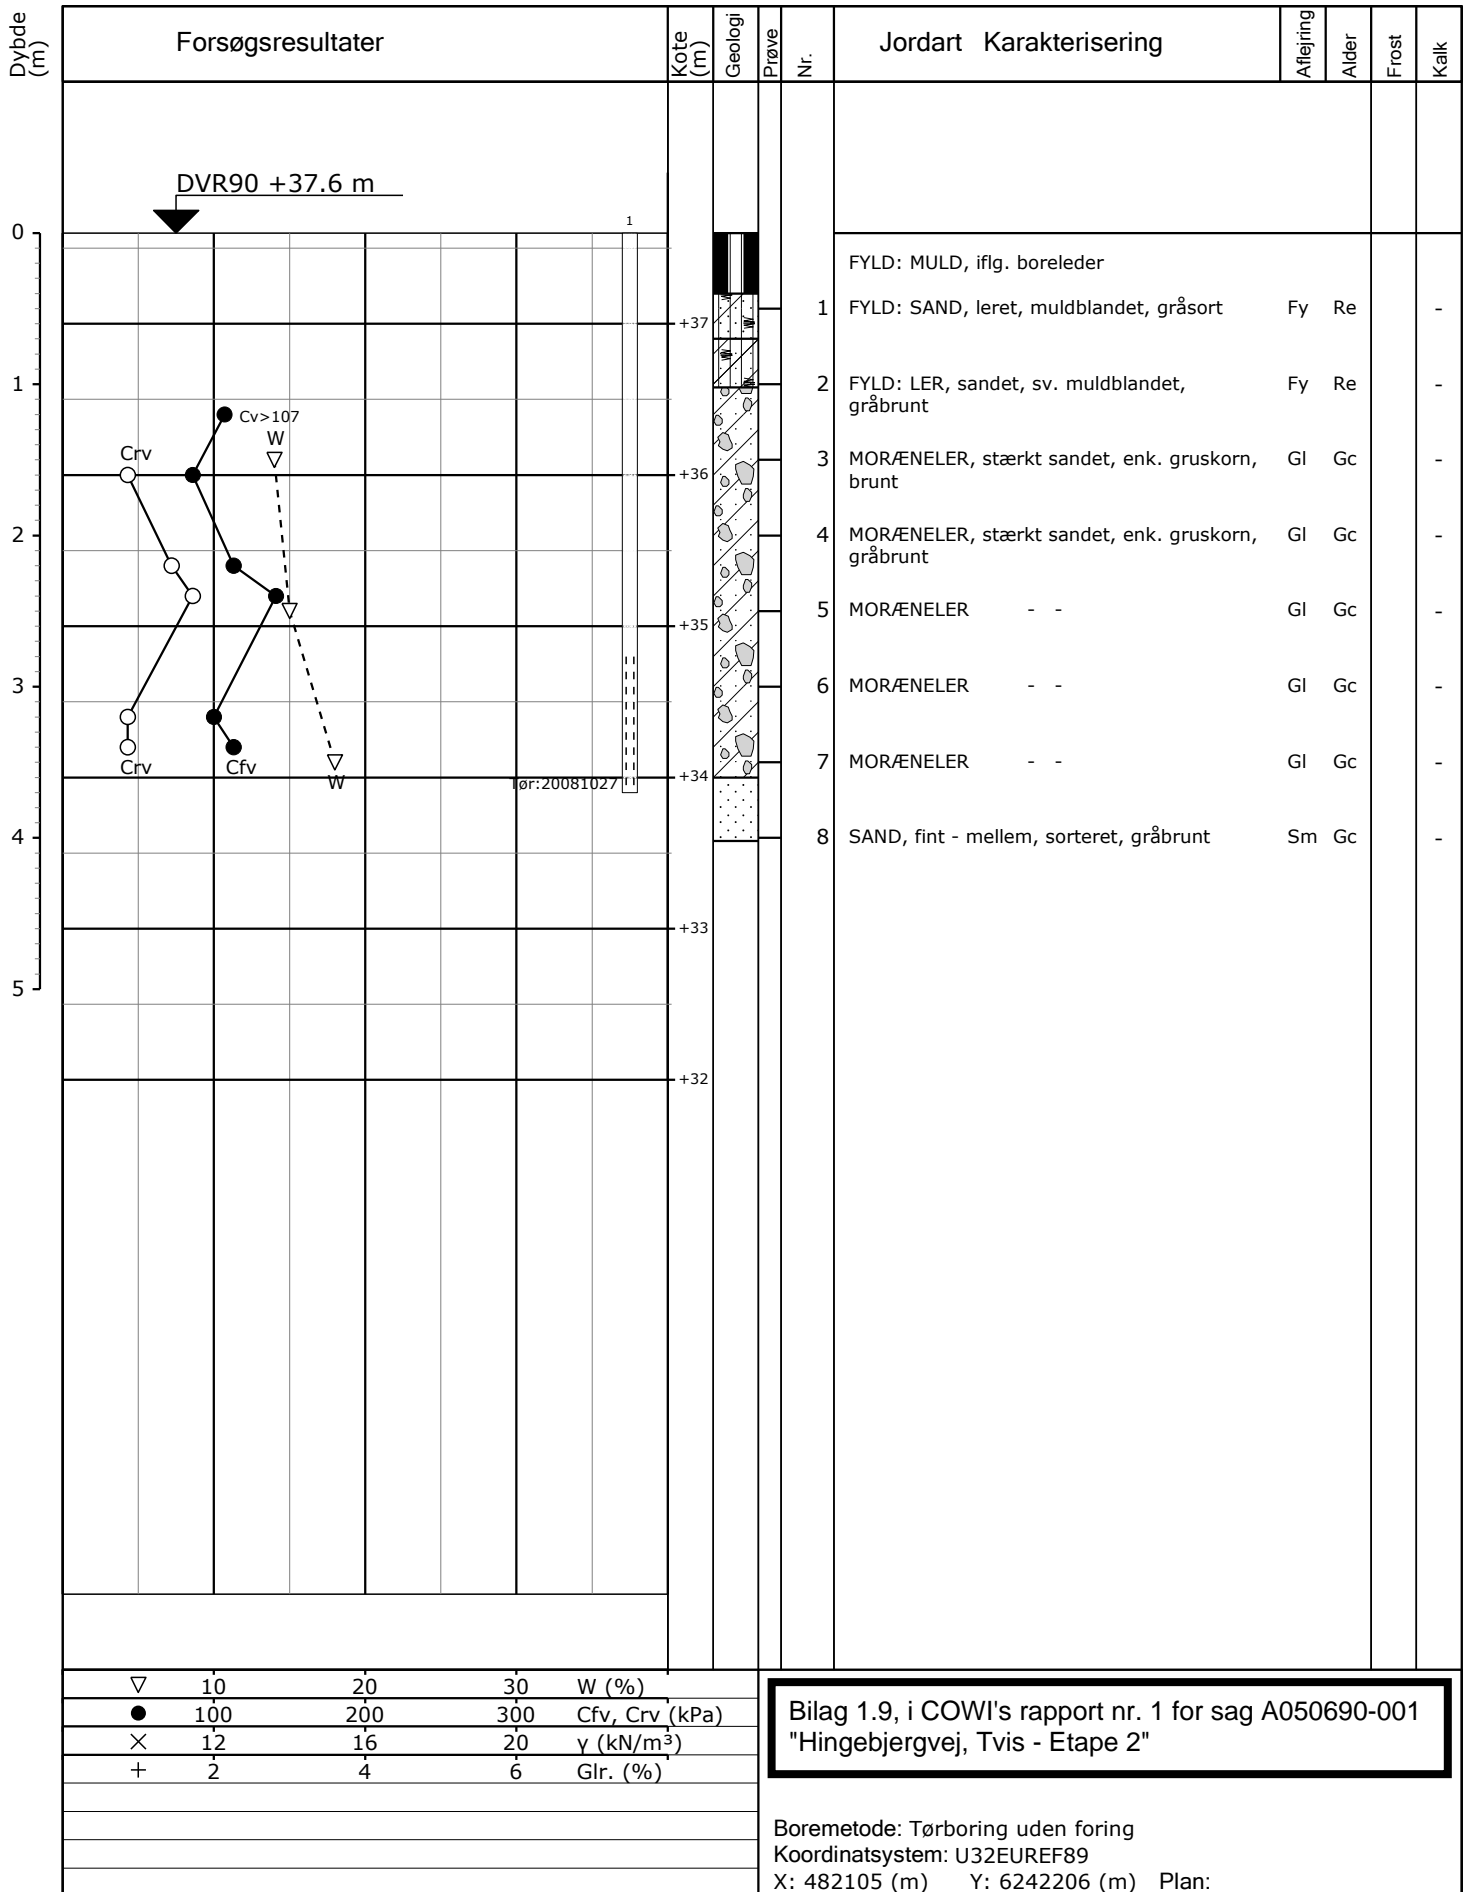 Dybde (m)
Forsøgsresultater
Kote (m)
Geologi
Prøve
Nr.
Jordart Karakterisering
Aflejring
Alder
Frost
Kalk
DVR90 +37.6 m
0
1
FYLD: MULD, iflg. boreleder
+37
1 FYLD: SAND, leret, muldblandet, gråsort Fy Re -
1
2 FYLD: LER, sandet, sv. muldblandet, Fy Re -
gråbrunt
Cv>107
W
Crv
+36
3 MORÆNELER, stærkt sandet, enk. gruskorn, Gl Gc -
brunt
2
4 MORÆNELER, stærkt sandet, enk. gruskorn, Gl Gc -
gråbrunt
5 MORÆNELER - - Gl Gc -
+35
3
6 MORÆNELER - - Gl Gc -
7 MORÆNELER - - Gl Gc -
Crv Cfv W
Tør:20081027
+34
4
8 SAND, fint - mellem, sorteret, gråbrunt Sm Gc -
+33
5
+32
10 20 30 W (%)
100 200 300 Cfv, Crv (kPa)
12 16 20 γ (kN/m³)
2 4 6 Glr. (%)
Bilag 1.9, i COWI's rapport nr. 1 for sag A050690-001
"Hingebjergvej, Tvis - Etape 2"
Boremetode: Tørboring uden foring
Koordinatsystem: U32EUREF89
X: 482105 (m) Y: 6242206 (m) Plan: